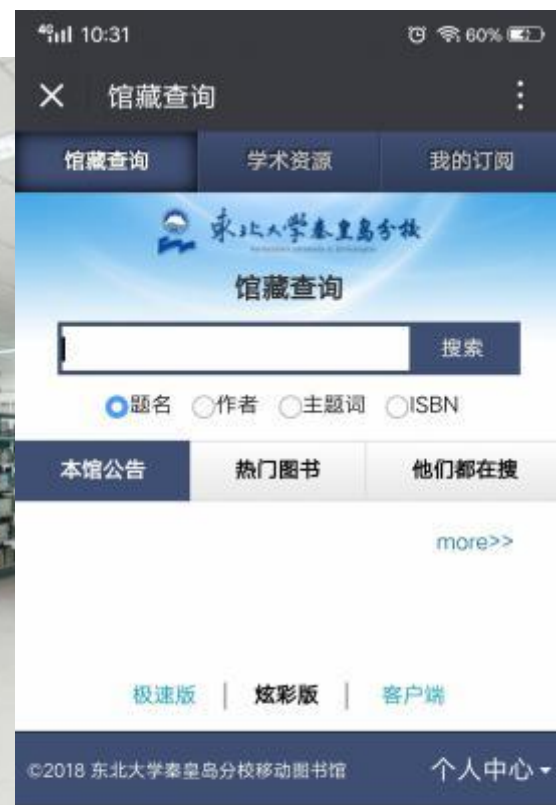 4G 10:31 60%
馆藏查询
馆藏查询 学术资源 我的订阅
東北大学秦皇岛分校
馆藏查询
搜索
题名 作者 主题词 ISBN
本馆公告 热门图书 他们都在搜
more>>
极速版 | 炫彩版 | 客户端
©2018 东北大学秦皇岛分校移动图书馆 个人中心